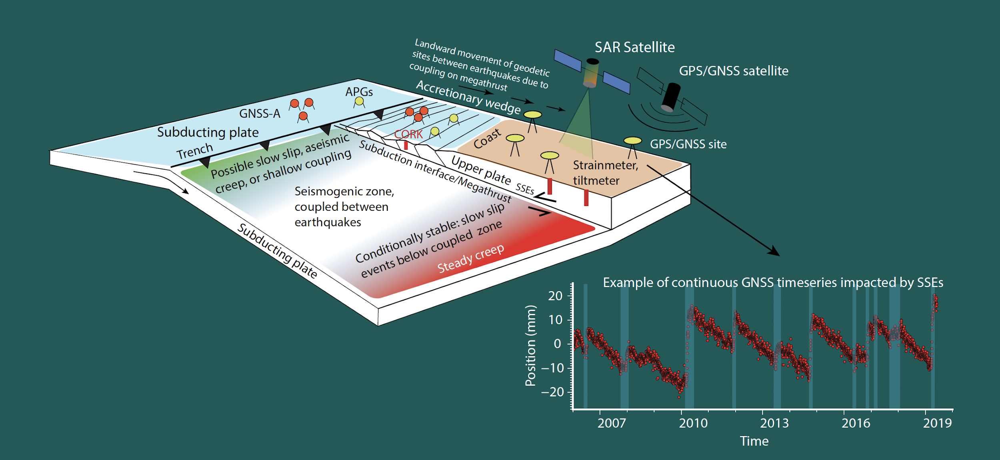 Landward movement of geodetic
sites between earthquakes due to
coupling on megathrust
Accretionary wedge
SAR Satellite
GPS/GNSS satellite
APGs
GNSS-A
Subducting plate
Trench
CORK
Coast
GPS/GNSS site
Possible slow slip, aseismic
creep, or shallow coupling
Subduction interface/Megathrust
Upper plate
SSEs
Strainmeter,
tiltmeter
Seismogenic zone,
coupled between
earthquakes
Conditionally stable: slow slip
events below coupled zone
Steady creep
Subducting plate
Example of continuous GNSS timeseries impacted by SSEs
Position (mm)
20
10
0
−10
−20
2007
2010
2013
2016
2019
Time